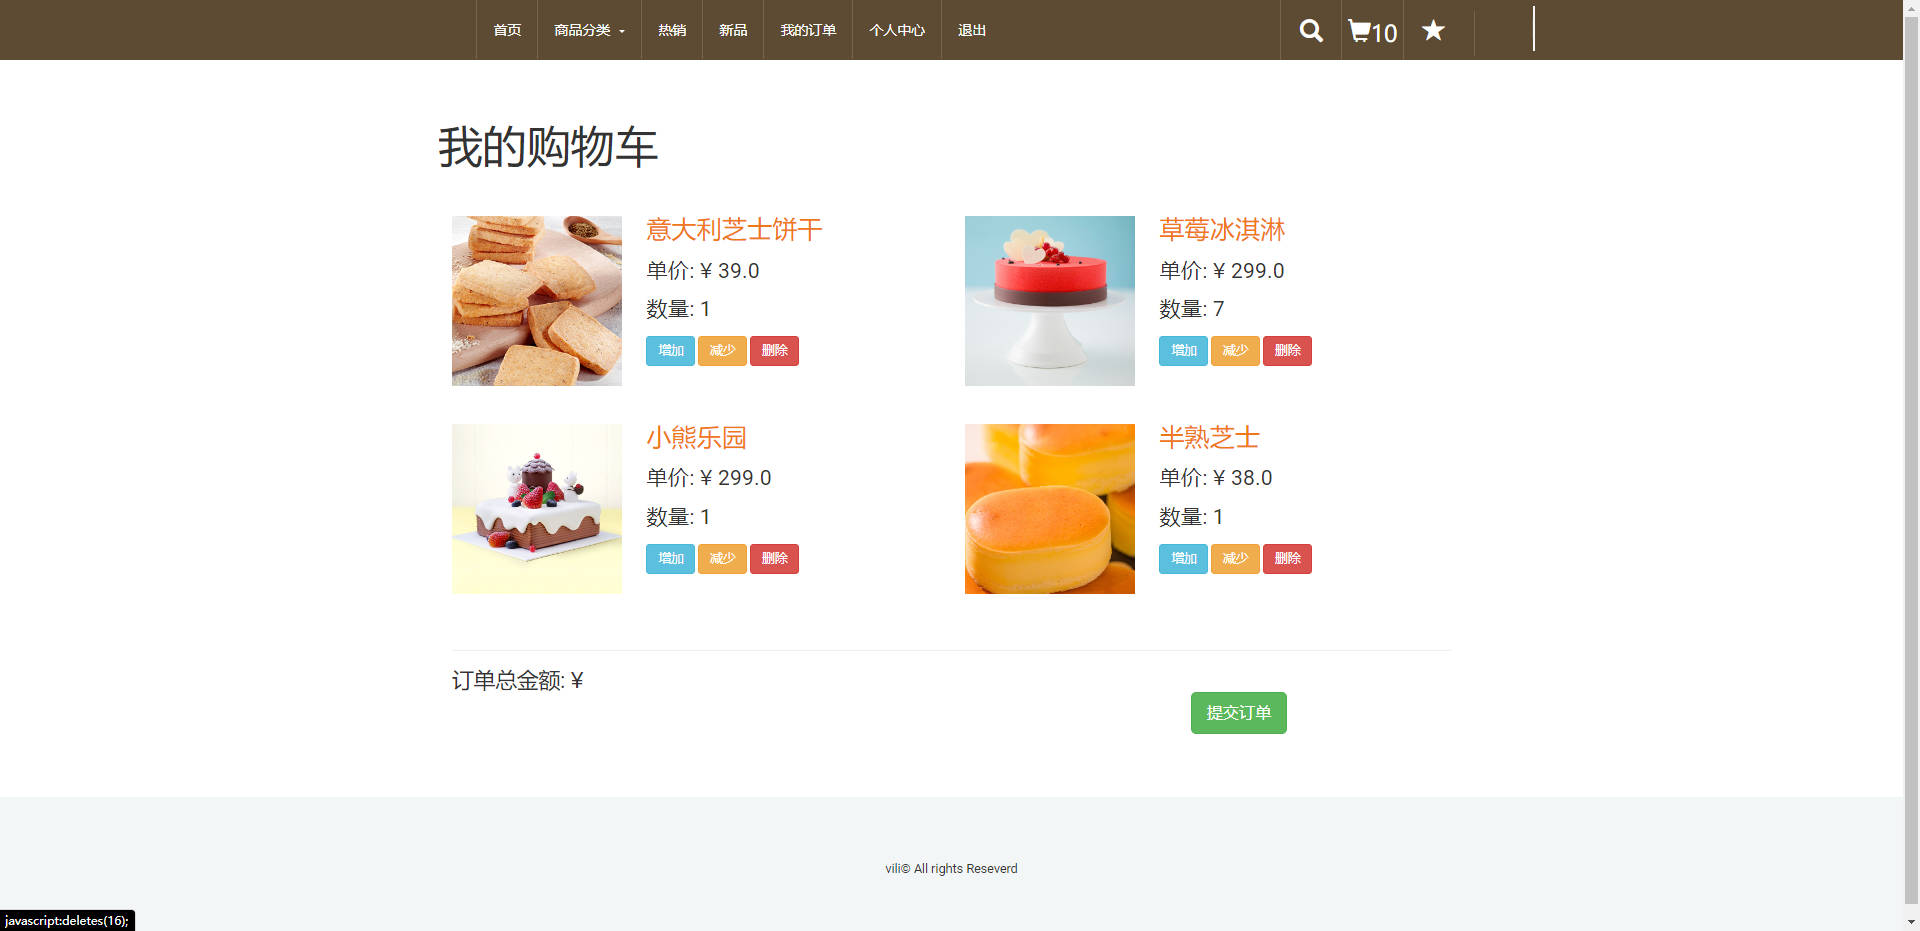 首页 商品分类 热销 新品 我的订单 个人中心 退出 10
我的购物车
意大利芝士饼干
单价: ¥ 39.0
数量: 1
增加 减少 删除
草莓冰淇淋
单价: ¥ 299.0
数量: 7
增加 减少 删除
小熊乐园
单价: ¥ 299.0
数量: 1
增加 减少 删除
半熟芝士
单价: ¥ 38.0
数量: 1
增加 减少 删除
订单总金额: ¥
提交订单
vili© All rights Reseverd
javascript:deletes(16);